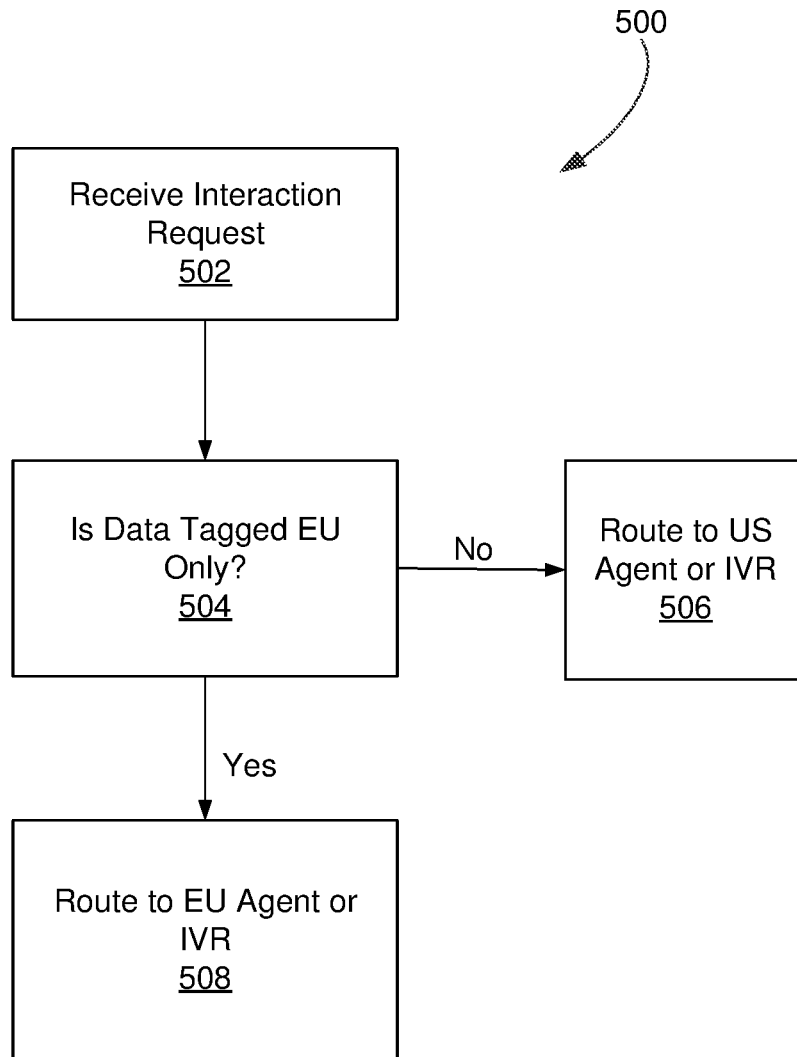 500
Receive Interaction
Request
502
Is Data Tagged EU
Only?
504
No
Route to US
Agent or IVR
506
Yes
Route to EU Agent or
IVR
508